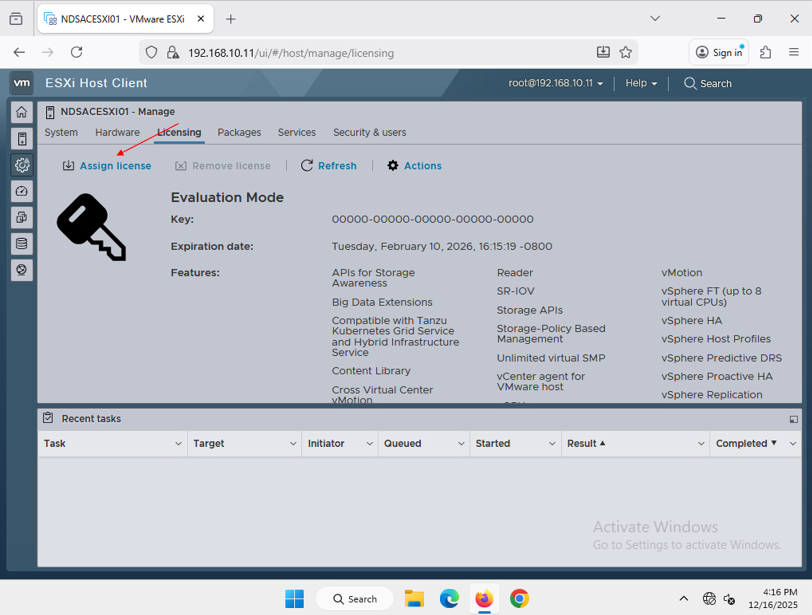 NDSACESXI01 - VMware ESXi
192.168.10.11/ui/#/host/manage/licensing
Sign in
vm ESXi Host Client
root@192.168.10.11
Help
Search
NDSACESXI01 - Manage
System Hardware Licensing Packages Services Security & users
Assign license Remove license Refresh Actions
Evaluation Mode
Key: 00000-00000-00000-00000-00000
Expiration date: Tuesday, February 10, 2026, 16:15:19 -0800
Features:
APIs for Storage
Awareness
Big Data Extensions
Compatible with Tanzu
Kubernetes Grid Service
and Hybrid Infrastructure
Service
Content Library
Cross Virtual Center
vMotion
Reader
SR-IOV
Storage APIs
Storage-Policy Based
Management
Unlimited virtual SMP
vCenter agent for
VMware host
vMotion
vSphere FT (up to 8
virtual CPUs)
vSphere HA
vSphere Host Profiles
vSphere Predictive DRS
vSphere Proactive HA
vSphere Replication
Recent tasks
Task Target Initiator Queued Started Result Completed
Activate Windows
Go to Settings to activate Windows.
Search
4:16 PM
12/16/2025